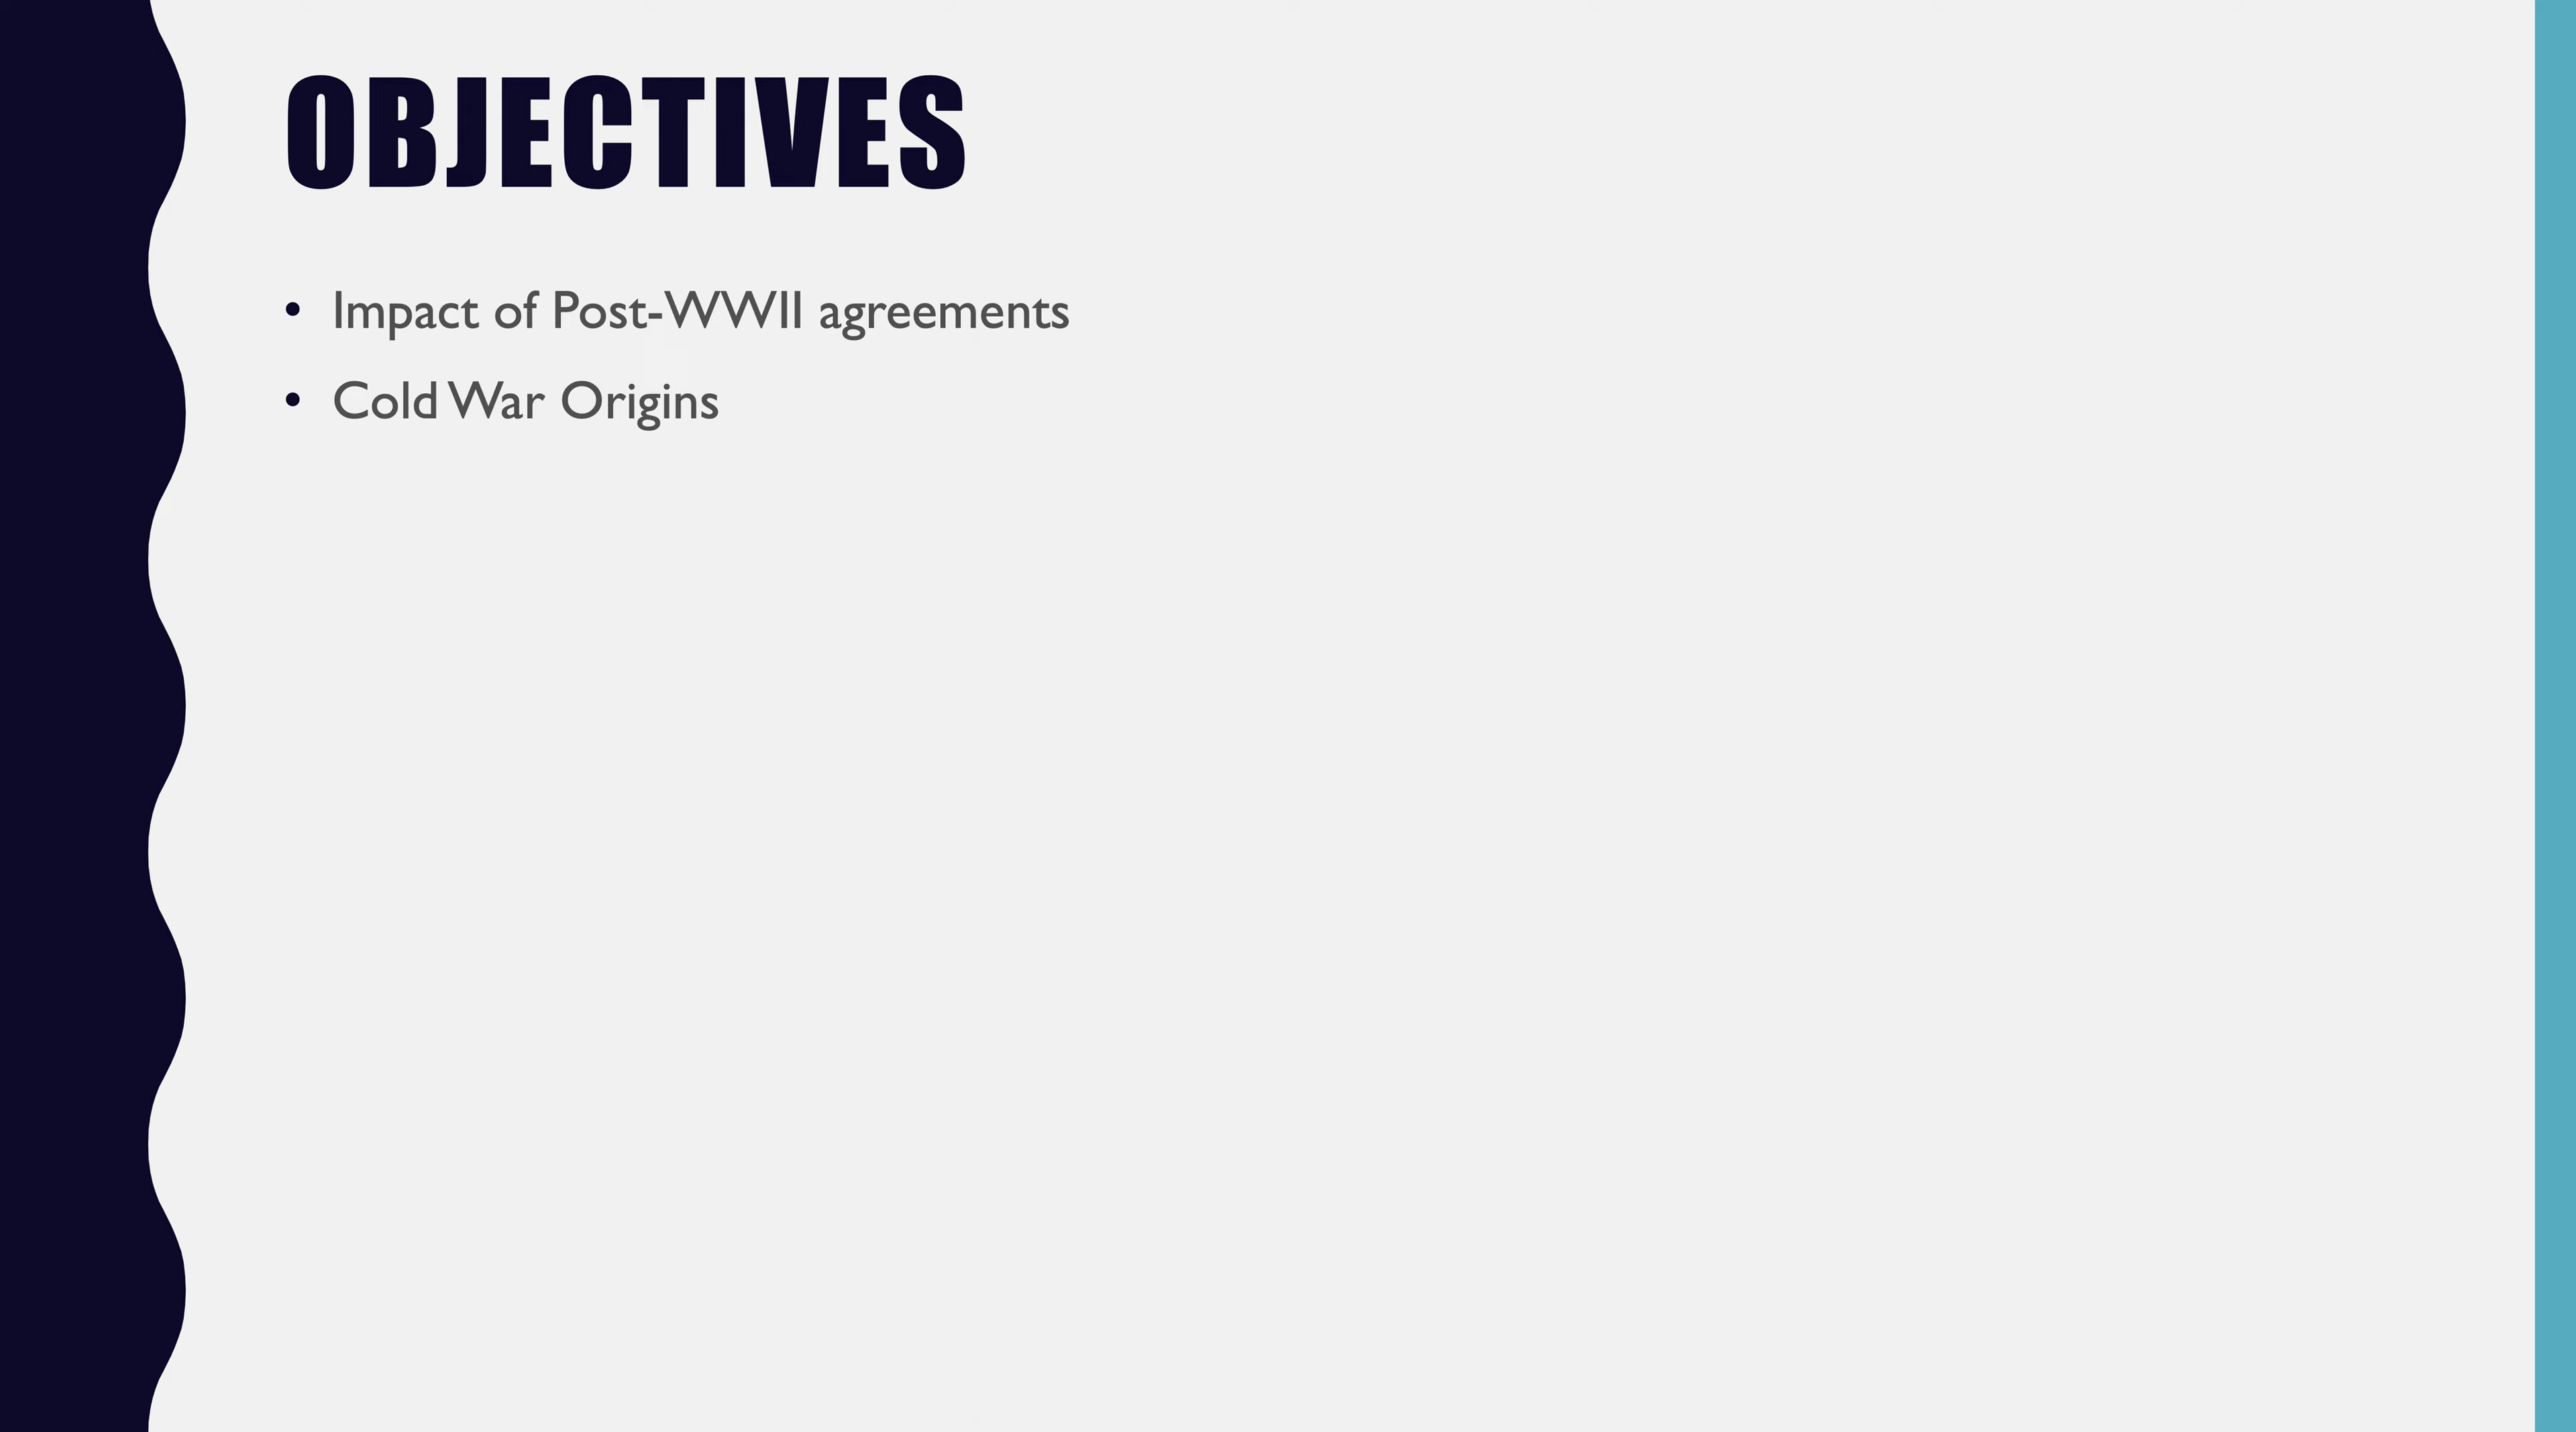 OBJECTIVES
• Impact of Post-WWII agreements
• Cold War Origins